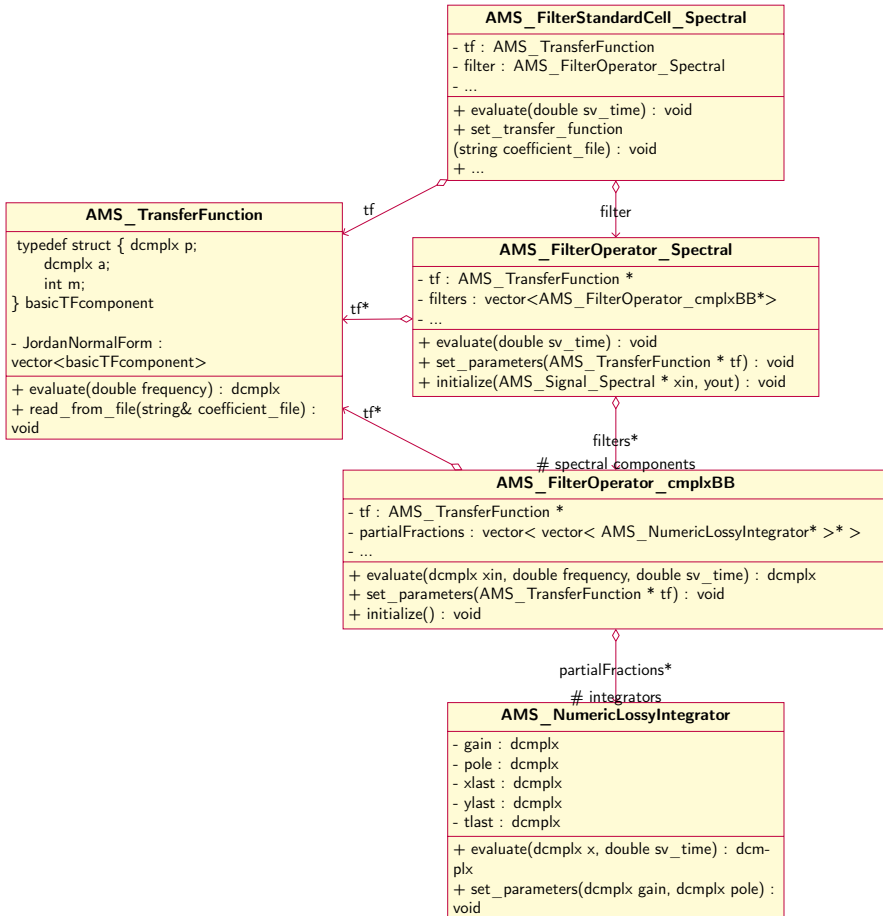 AMS_FilterStandardCell_Spectral
- tf : AMS_TransferFunction
- filter : AMS_FilterOperator_Spectral
- ...
+ evaluate(double sv_time) : void
+ set_transfer_function
(string coefficient_file) : void
+ ...
tf
filter
AMS_TransferFunction
typedef struct { dcmplx p;
dcmplx a;
int m;
} basicTFcomponent
- JordanNormalForm :
vector<basicTFcomponent>
+ evaluate(double frequency) : dcmplx
+ read_from_file(string& coefficient_file) :
void
tf*
AMS_FilterOperator_Spectral
- tf : AMS_TransferFunction *
- filters : vector<AMS_FilterOperator_cmplxBB*>
- ...
+ evaluate(double sv_time) : void
+ set_parameters(AMS_TransferFunction * tf) : void
+ initialize(AMS_Signal_Spectral * xin, yout) : void
tf*
filters*
# spectral components
AMS_FilterOperator_cmplxBB
- tf : AMS_TransferFunction *
- partialFractions : vector< vector< AMS_NumericLossyIntegrator* >* >
- ...
+ evaluate(dcmplx xin, double frequency, double sv_time) : dcmplx
+ set_parameters(AMS_TransferFunction * tf) : void
+ initialize() : void
partialFractions*
# integrators
AMS_NumericLossyIntegrator
- gain : dcmplx
- pole : dcmplx
- xlast : dcmplx
- ylast : dcmplx
- tlast : dcmplx
+ evaluate(dcmplx x, double sv_time) : dcm-
plx
+ set_parameters(dcmplx gain, dcmplx pole) :
void